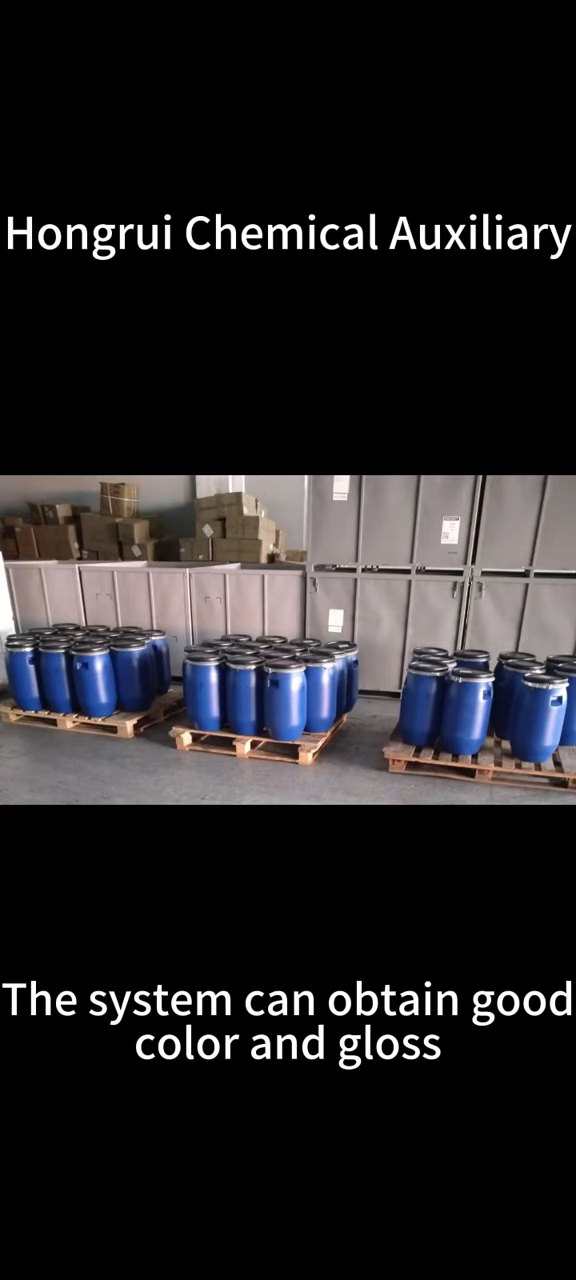 Hongrui Chemical Auxiliary
The system can obtain good
color and gloss